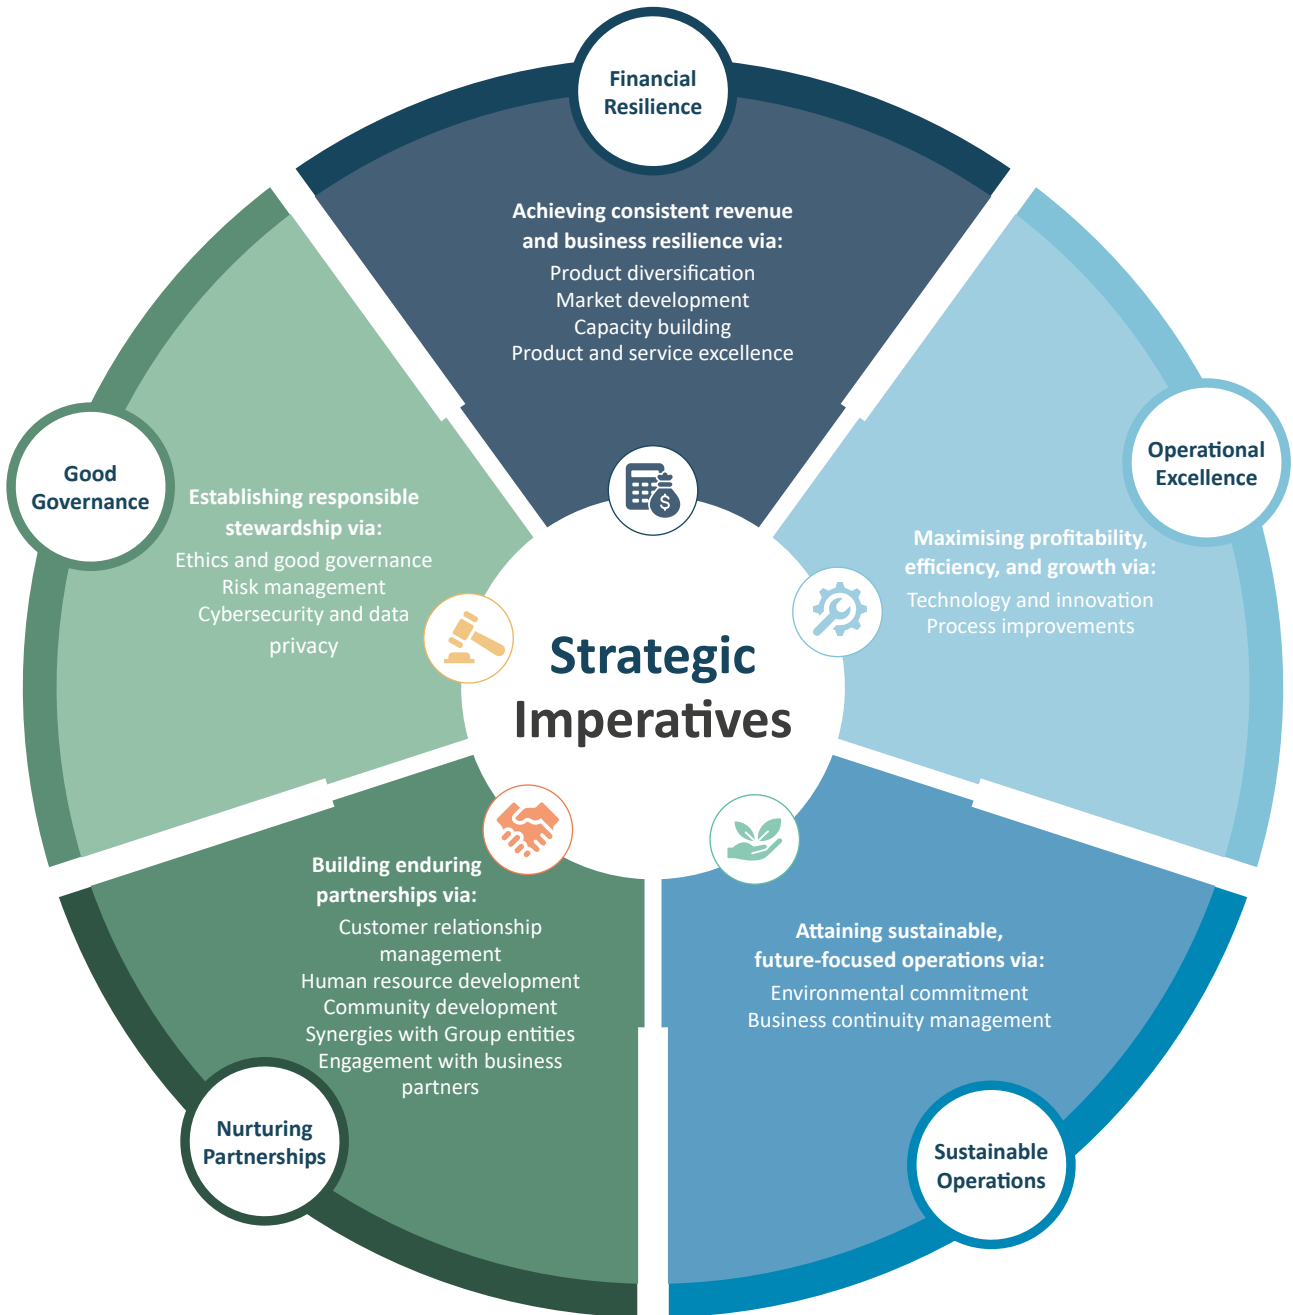 Financial
Resilience
Achieving consistent revenue
and business resilience via:
Product diversification
Market development
Capacity building
Product and service excellence
$
Operational
Excellence
Maximising profitability,
efficiency, and growth via:
Technology and innovation
Process improvements
Good
Governance
Establishing responsible
stewardship via:
Ethics and good governance
Risk management
Cybersecurity and data
privacy
Strategic
Imperatives
Building enduring
partnerships via:
Customer relationship
management
Human resource development
Community development
Synergies with Group entities
Engagement with business
partners
Nurturing
Partnerships
Attaining sustainable,
future-focused operations via:
Environmental commitment
Business continuity management
Sustainable
Operations